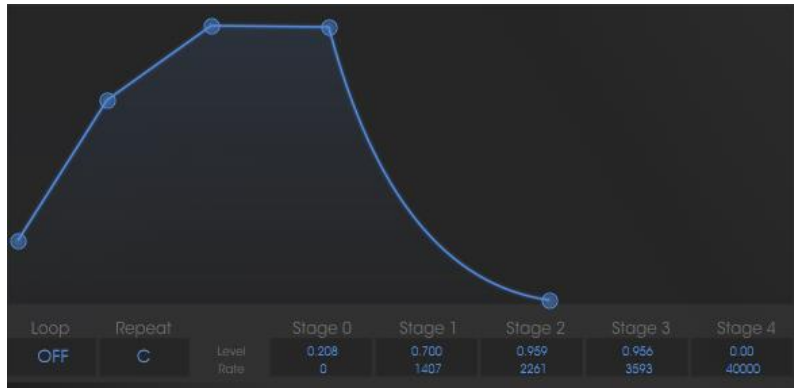 Loop Repeat Stage 0 Stage 1 Stage 2 Stage 3 Stage 4
OFF C Level 0.208 0.700 0.959 0.956 0.00
Rate 0 1407 2261 3593 40000